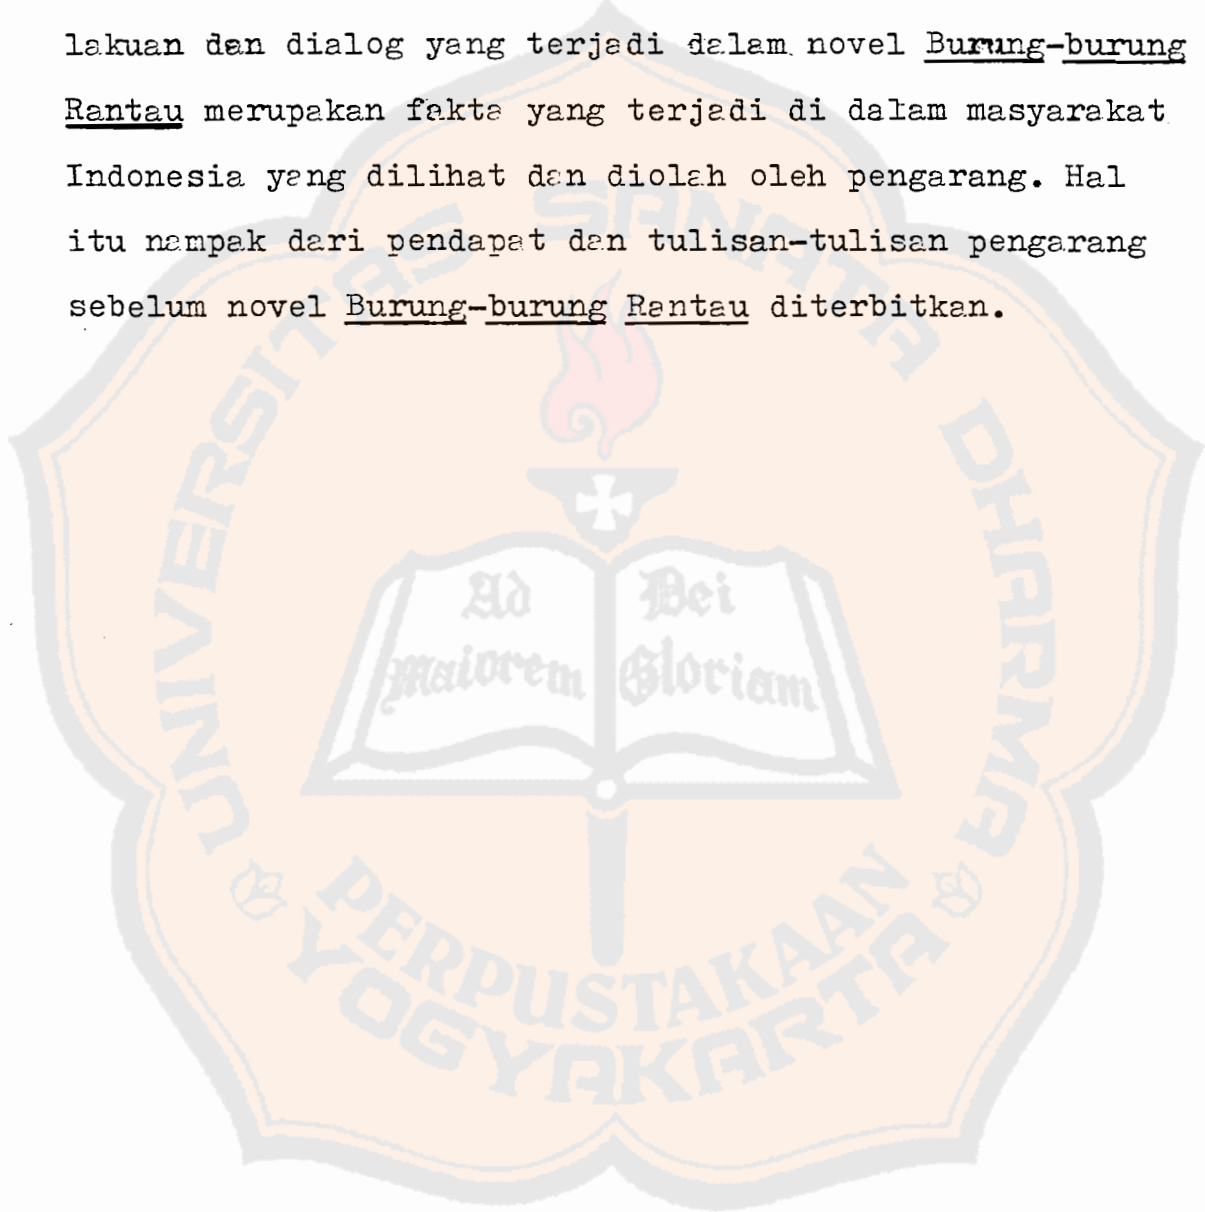 lakuan dan dialog yang terjadi dalam novel Burung-burung
Rantau merupakan fakta yang terjadi di dalam masyarakat
Indonesia yang dilihat dan diolah oleh pengarang. Hal
itu nampak dari pendapat dan tulisan-tulisan pengarang
sebelum novel Burung-burung Rantau diterbitkan.
UNIVERSITAS SANATA DHARMA
Ad Dei
Maiorem Gloriam
PERPUSTAKAAN
YOGYAKARTA